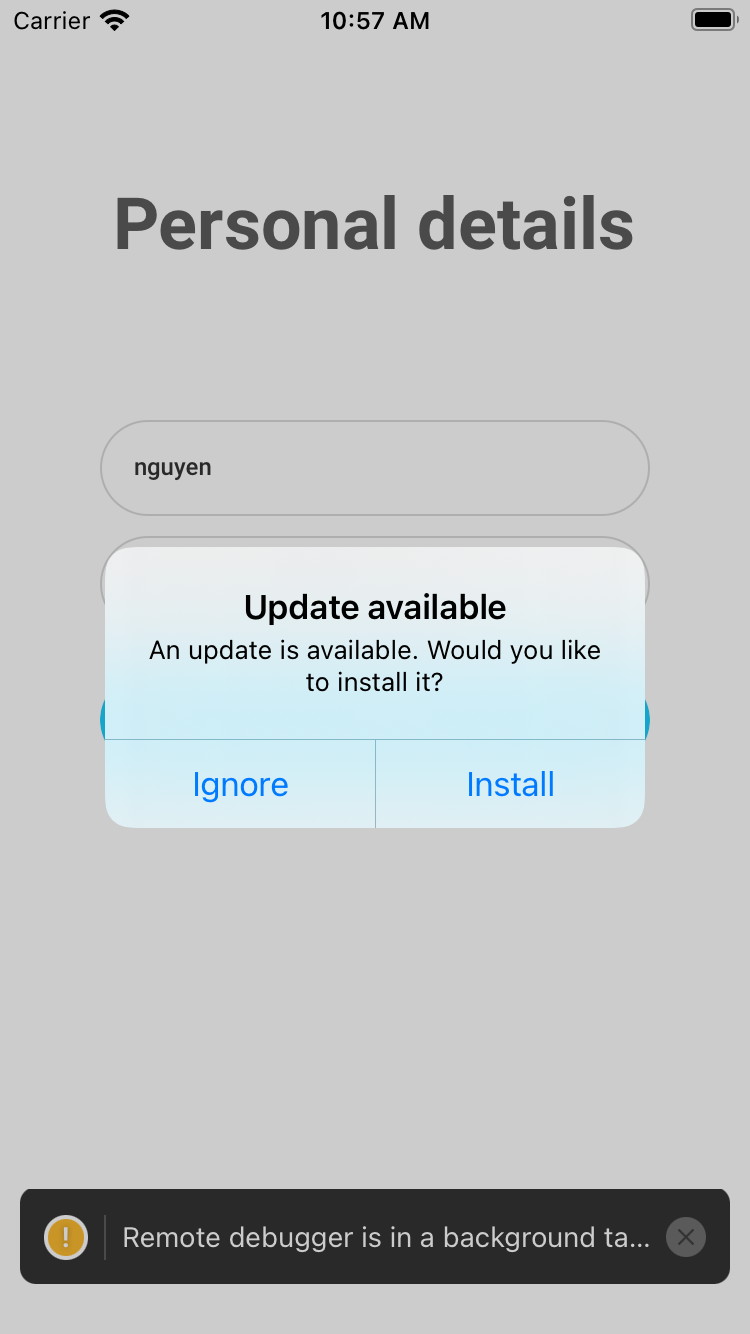 Carrier 10:57 AM
Personal details
nguyen
Update available
An update is available. Would you like
to install it?
Ignore Install
! Remote debugger is in a background ta...